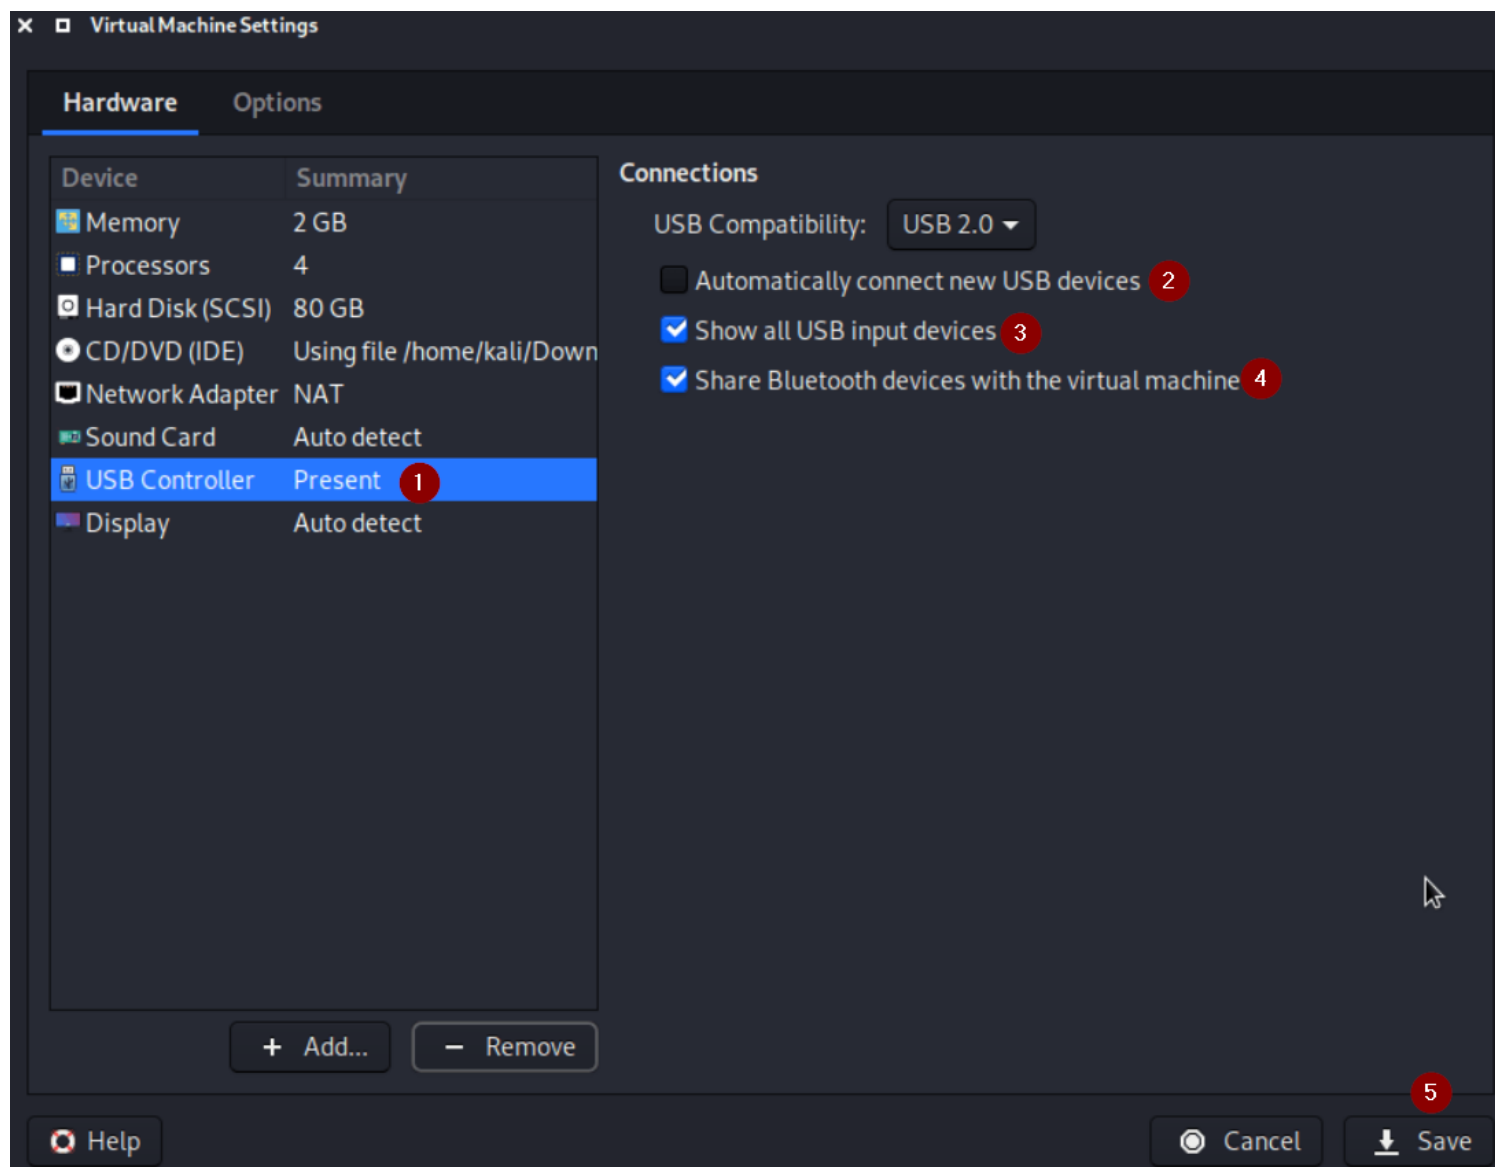 Virtual Machine Settings
Hardware Options
Device Summary
Memory 2 GB
Processors 4
Hard Disk (SCSI) 80 GB
CD/DVD (IDE) Using file /home/kali/Down
Network Adapter NAT
Sound Card Auto detect
USB Controller Present 1
Display Auto detect
+ Add...
− Remove
Connections
USB Compatibility: USB 2.0
Automatically connect new USB devices 2
Show all USB input devices 3
Share Bluetooth devices with the virtual machine 4
5
Help
Cancel
Save